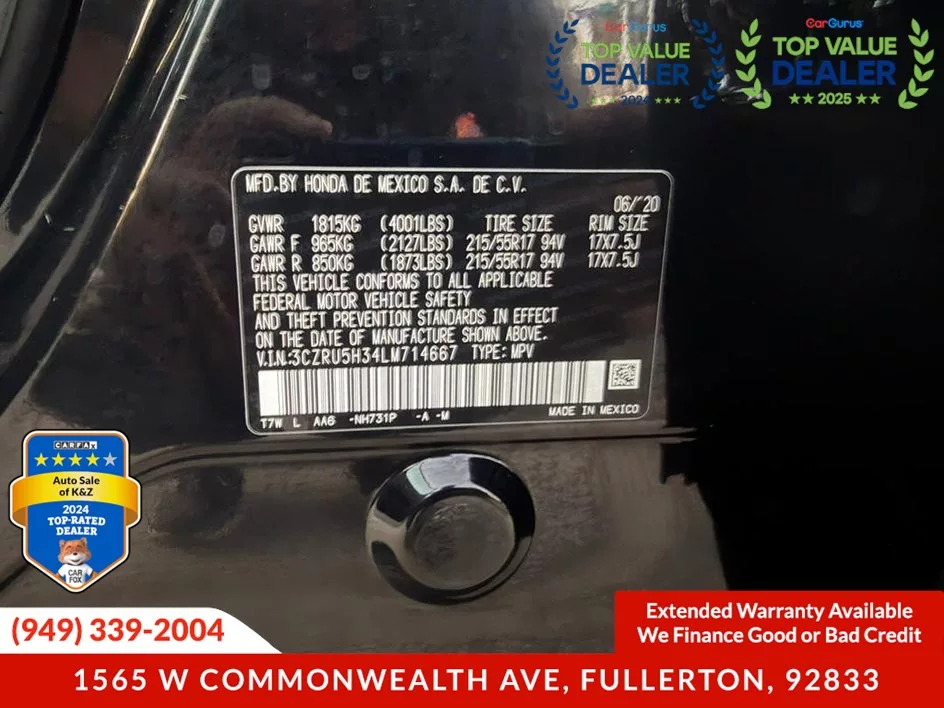 CarGurus
TOP VALUE
DEALER
★★★ 2024 ★★★
CarGurus
TOP VALUE
DEALER
★★ 2025 ★★
MFD.BY HONDA DE MEXICO S.A. DE C.V.
06/'20
GVWR 1815KG (4001LBS) TIRE SIZE RIM SIZE
GAWR F 965KG (2127LBS) 215/55R17 94V 17X7.5J
GAWR R 850KG (1873LBS) 215/55R17 94V 17X7.5J
THIS VEHICLE CONFORMS TO ALL APPLICABLE
FEDERAL MOTOR VEHICLE SAFETY
AND THEFT PREVENTION STANDARDS IN EFFECT
ON THE DATE OF MANUFACTURE SHOWN ABOVE.
V.I.N:3CZRU5H34LM714667 TYPE: MPV
T7W L AA6 -NH731P -A -M MADE IN MEXICO
CARFAX
Auto Sale
of K&Z
2024
TOP-RATED
DEALER
CAR
FOX
(949) 339-2004
Extended Warranty Available
We Finance Good or Bad Credit
1565 W COMMONWEALTH AVE, FULLERTON, 92833